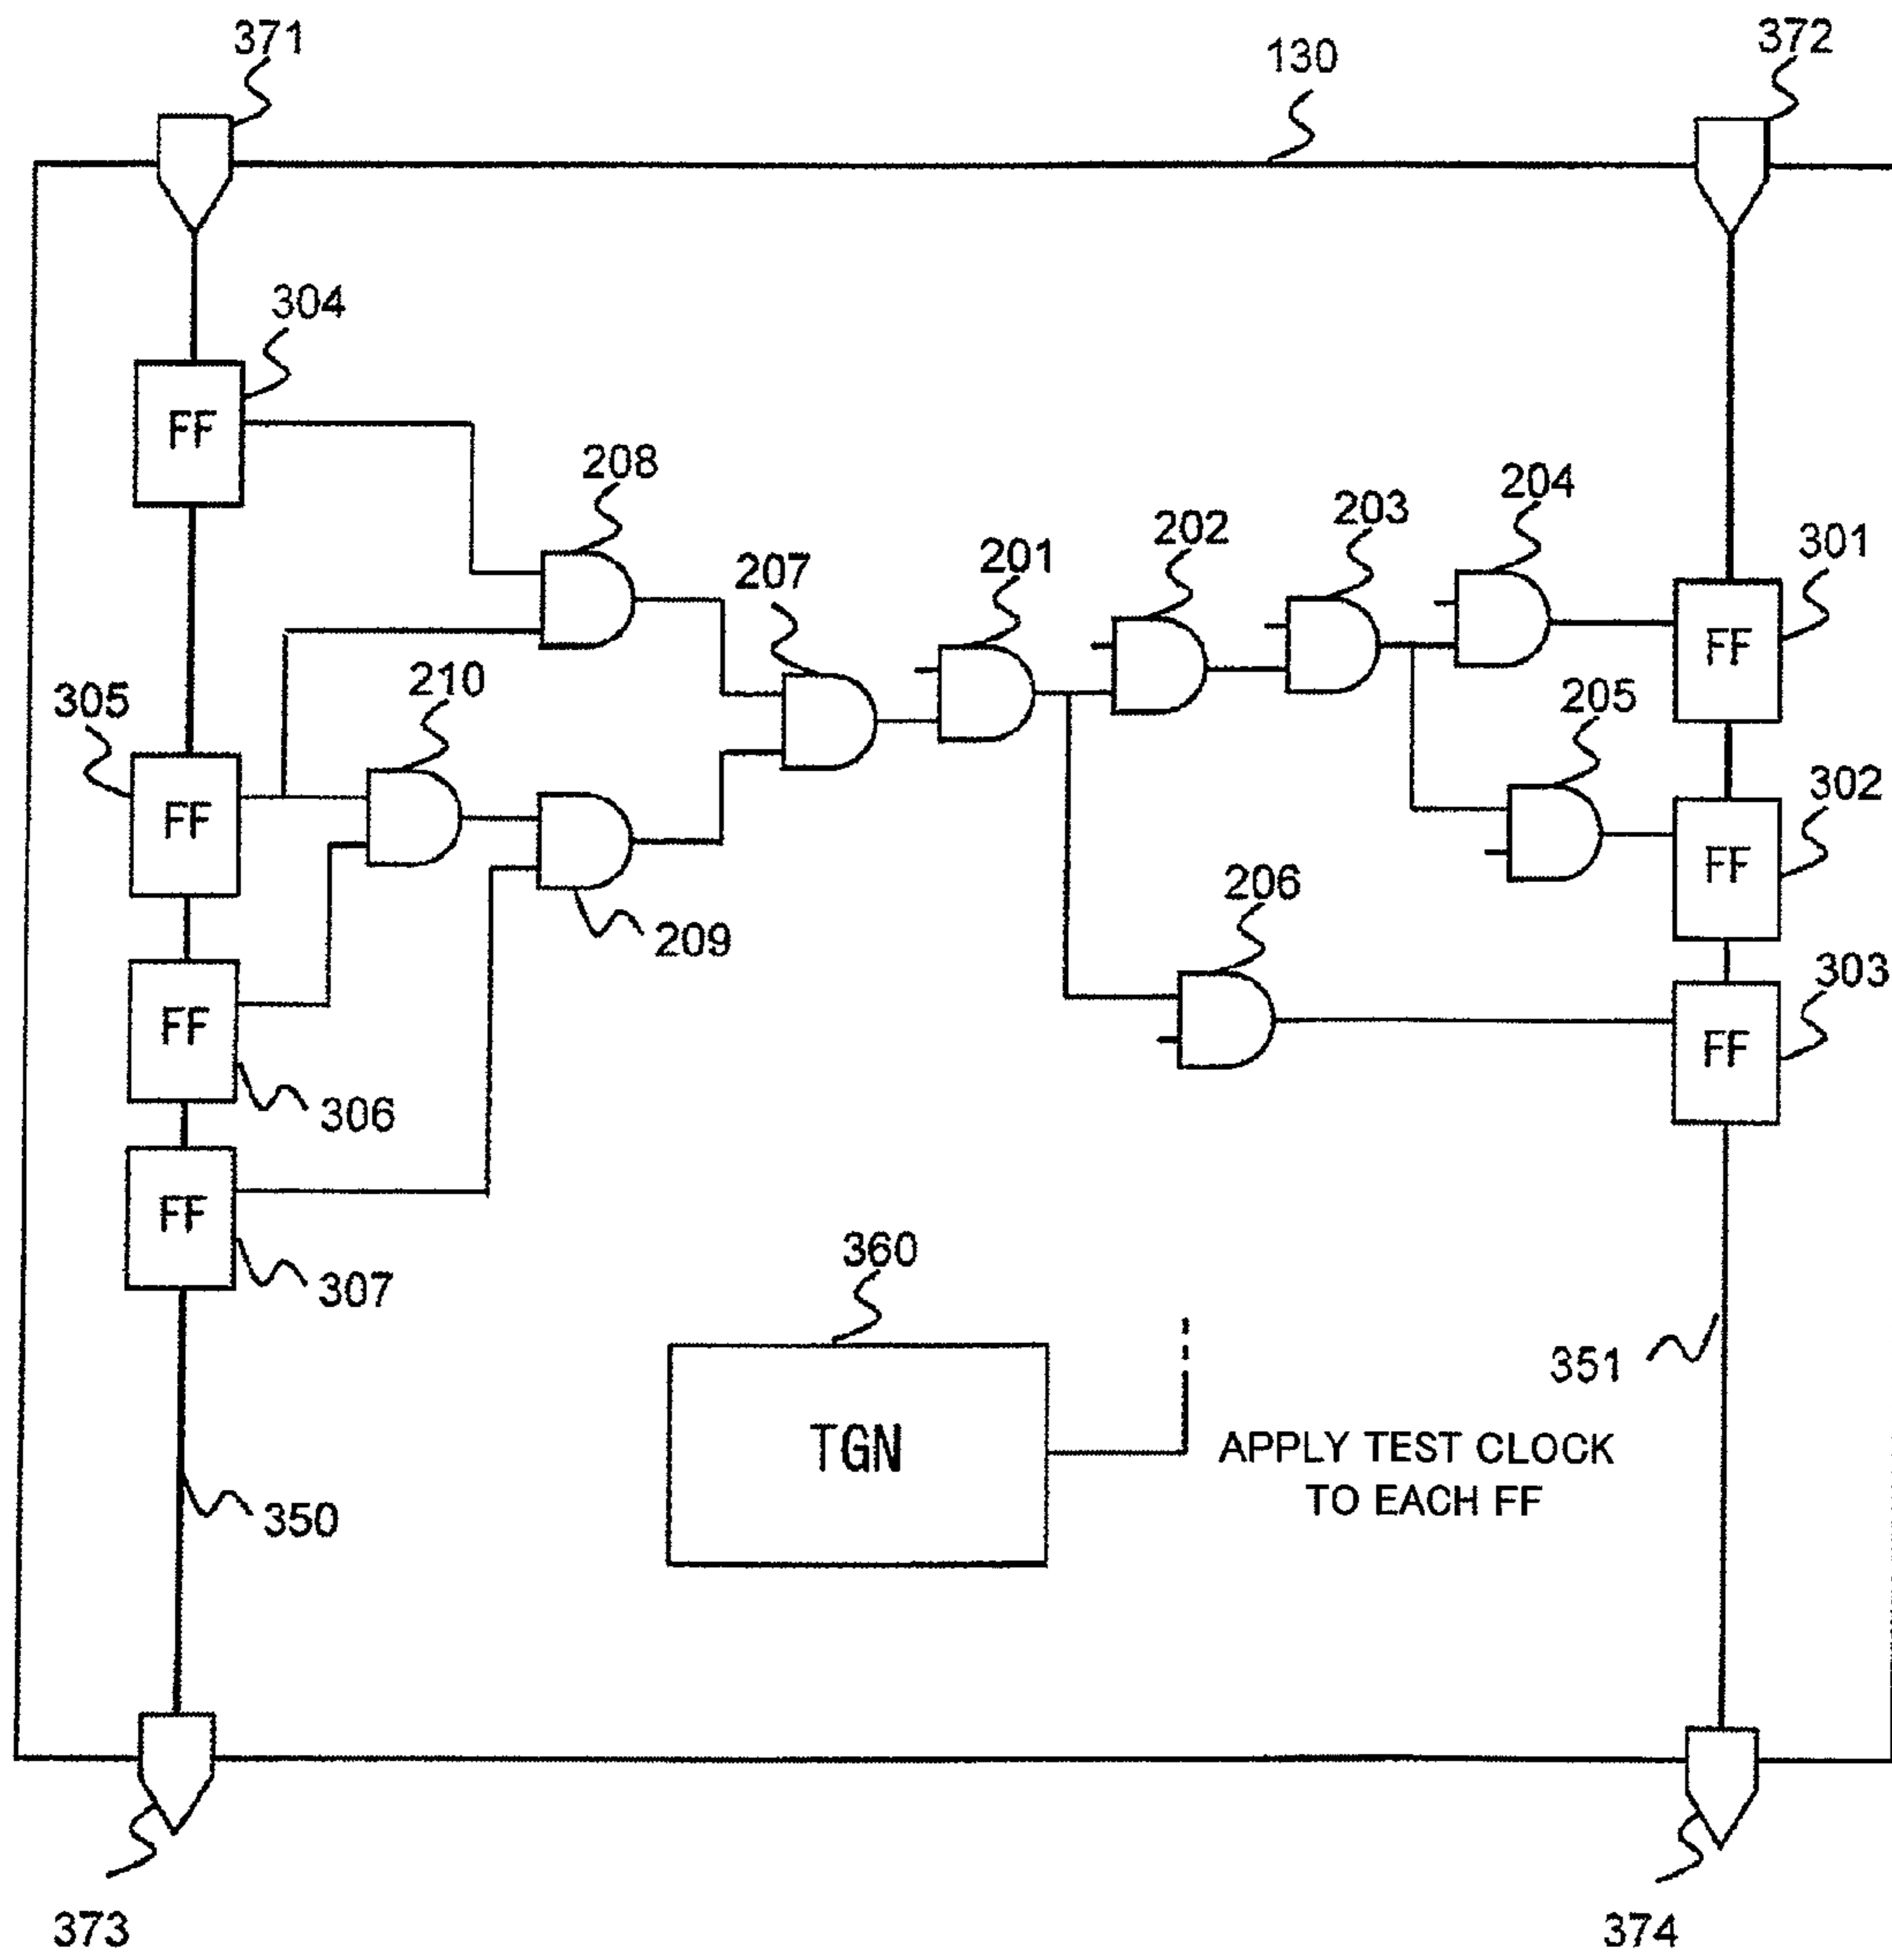 371
130
372
304
FF
208
204
203
202
301
207
201
FF
210
305
205
302
FF
FF
209
206
303
FF
FF
306
FF
307
360
351
TGN
APPLY TEST CLOCK
TO EACH FF
350
373
374